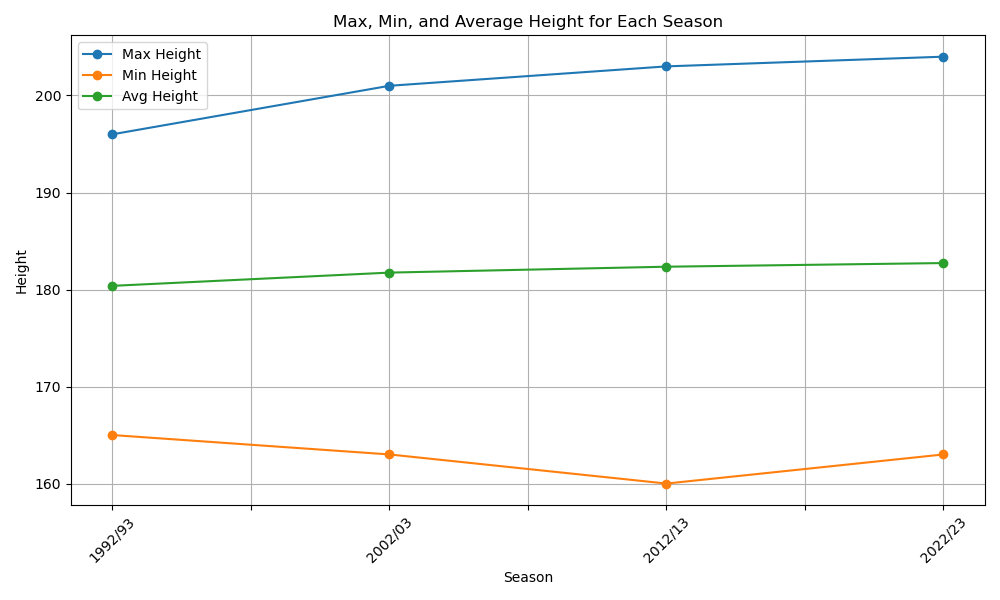 Max, Min, and Average Height for Each Season
Max Height
Min Height
Avg Height
200
190
180
170
160
Height
1992/93
2002/03
2012/13
2022/23
Season